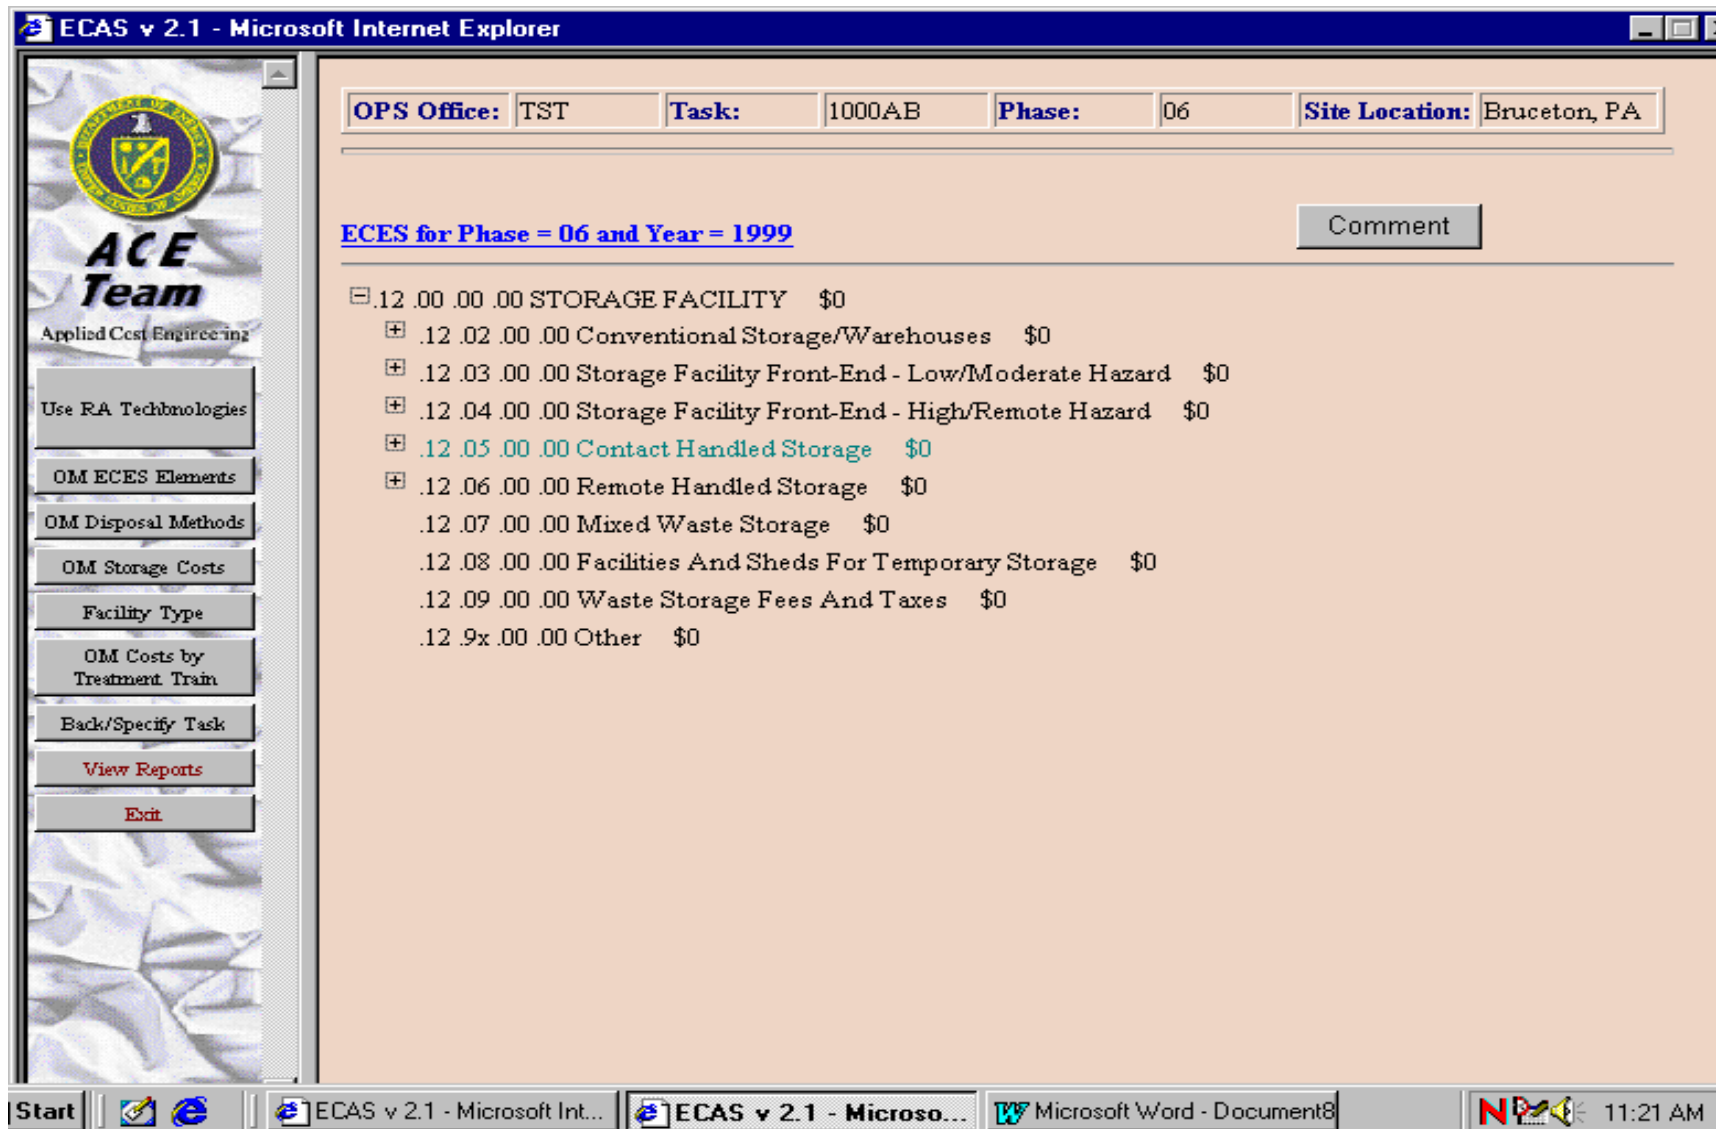 ECAS v 2.1 - Microsoft Internet Explorer
OPS Office: TST Task: 1000AB Phase: 06 Site Location: Bruceton, PA
ACE
Team
Applied Cost Engineering
Use RA Techbnologies
OM ECES Elements
OM Disposal Methods
OM Storage Costs
Facility Type
OM Costs by
Treatment Train
Back/Specify Task
View Reports
Exit
ECES for Phase = 06 and Year = 1999
Comment
.12 .00 .00 .00 STORAGE FACILITY $0
.12 .02 .00 .00 Conventional Storage/Warehouses $0
.12 .03 .00 .00 Storage Facility Front-End - Low/Moderate Hazard $0
.12 .04 .00 .00 Storage Facility Front-End - High/Remote Hazard $0
.12 .05 .00 .00 Contact Handled Storage $0
.12 .06 .00 .00 Remote Handled Storage $0
.12 .07 .00 .00 Mixed Waste Storage $0
.12 .08 .00 .00 Facilities And Sheds For Temporary Storage $0
.12 .09 .00 .00 Waste Storage Fees And Taxes $0
.12 .9x .00 .00 Other $0
Start ECAS v 2.1 - Microsoft Int... ECAS v 2.1 - Microso... Microsoft Word - Document8 N 11:21 AM